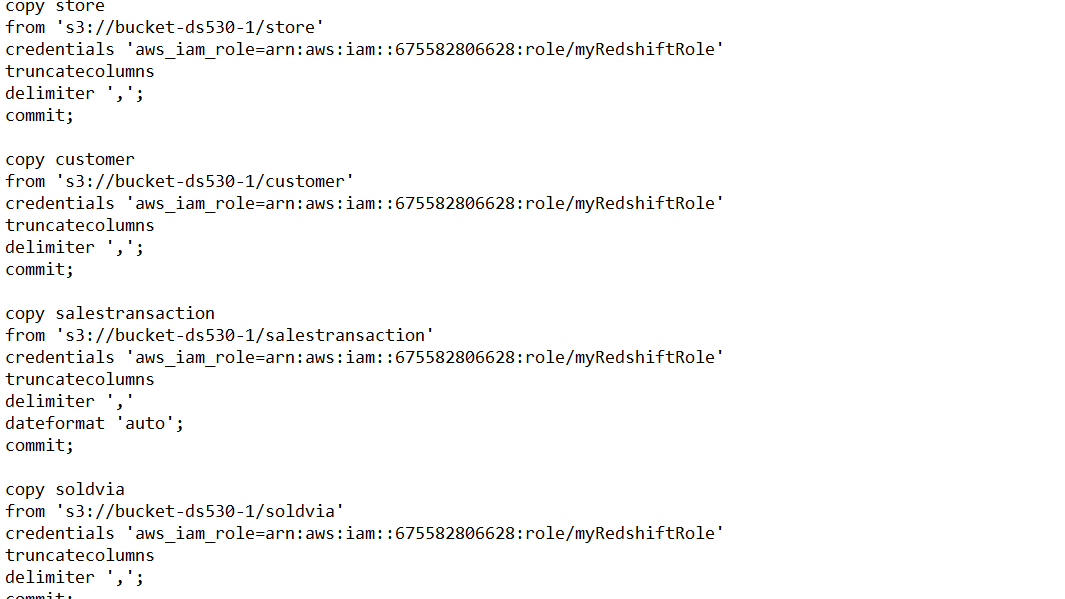 copy store
from 's3://bucket-ds530-1/store'
credentials 'aws_iam_role=arn:aws:iam::675582806628:role/myRedshiftRole'
truncatecolumns
delimiter ',';
commit;
copy customer
from 's3://bucket-ds530-1/customer'
credentials 'aws_iam_role=arn:aws:iam::675582806628:role/myRedshiftRole'
truncatecolumns
delimiter ',';
commit;
copy salestransaction
from 's3://bucket-ds530-1/salestransaction'
credentials 'aws_iam_role=arn:aws:iam::675582806628:role/myRedshiftRole'
truncatecolumns
delimiter ','
dateformat 'auto';
commit;
copy soldvia
from 's3://bucket-ds530-1/soldvia'
credentials 'aws_iam_role=arn:aws:iam::675582806628:role/myRedshiftRole'
truncatecolumns
delimiter ',';
commit;